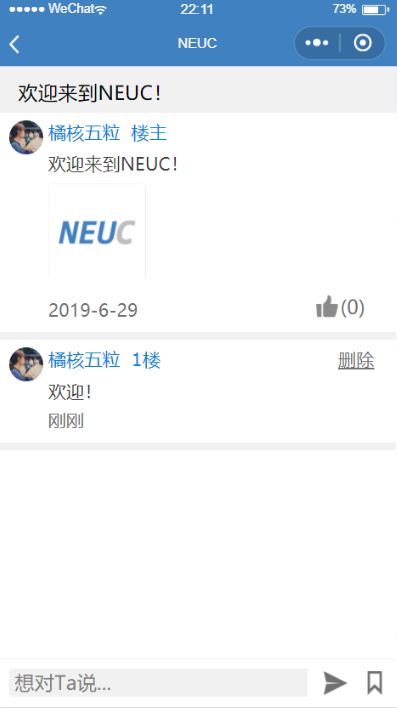 WeChat 22:11 73%
NEUC
欢迎来到NEUC!
橘核五粒 楼主
欢迎来到NEUC!
NEUC
2019-6-29 (0)
橘核五粒 1楼 删除
欢迎!
刚刚
想对Ta说...